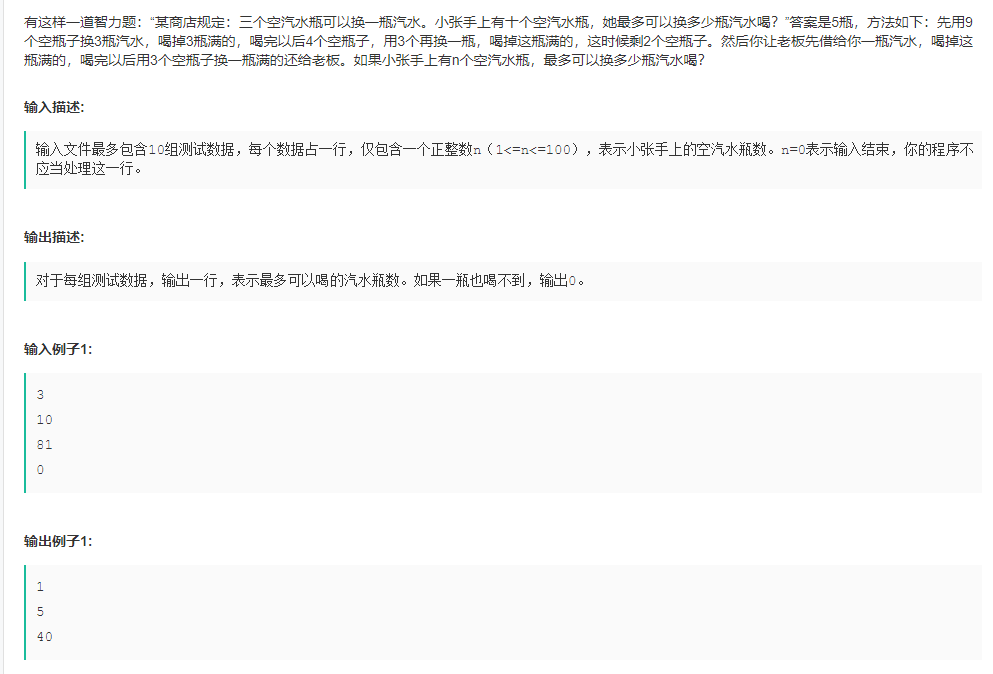 有这样一道智力题：“某商店规定：三个空汽水瓶可以换一瓶汽水。小张手上有十个空汽水瓶，她最多可以换多少瓶汽水喝？”答案是5瓶，方法如下：先用9
个空瓶子换3瓶汽水，喝掉3瓶满的，喝完以后4个空瓶子，用3个再换一瓶，喝掉这瓶满的，这时候剩2个空瓶子。然后你让老板先借给你一瓶汽水，喝掉这
瓶满的，喝完以后用3个空瓶子换一瓶满的还给老板。如果小张手上有n个空汽水瓶，最多可以换多少瓶汽水喝？
输入描述:
输入文件最多包含10组测试数据，每个数据占一行，仅包含一个正整数n（1<=n<=100），表示小张手上的空汽水瓶数。n=0表示输入结束，你的程序不
应当处理这一行。
输出描述:
对于每组测试数据，输出一行，表示最多可以喝的汽水瓶数。如果一瓶也喝不到，输出0。
输入例子1:
3
10
81
0
输出例子1:
1
5
40